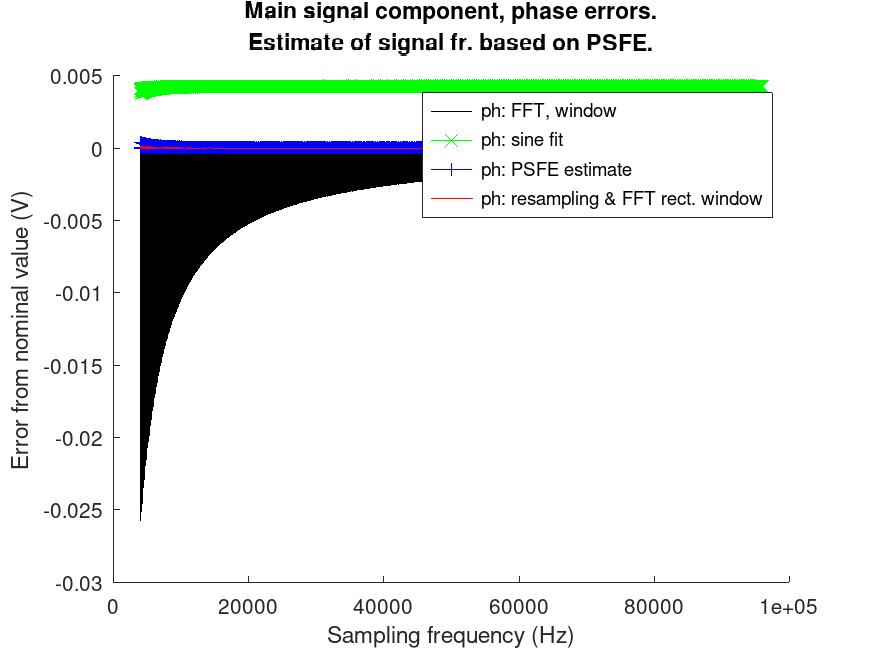 Main signal component, phase errors.
Estimate of signal fr. based on PSFE.
0.005
0
-0.005
-0.01
-0.015
-0.02
-0.025
-0.03
Error from nominal value (V)
ph: FFT, window
ph: sine fit
ph: PSFE estimate
ph: resampling & FFT rect. window
0
20000
40000
60000
80000
1e+05
Sampling frequency (Hz)